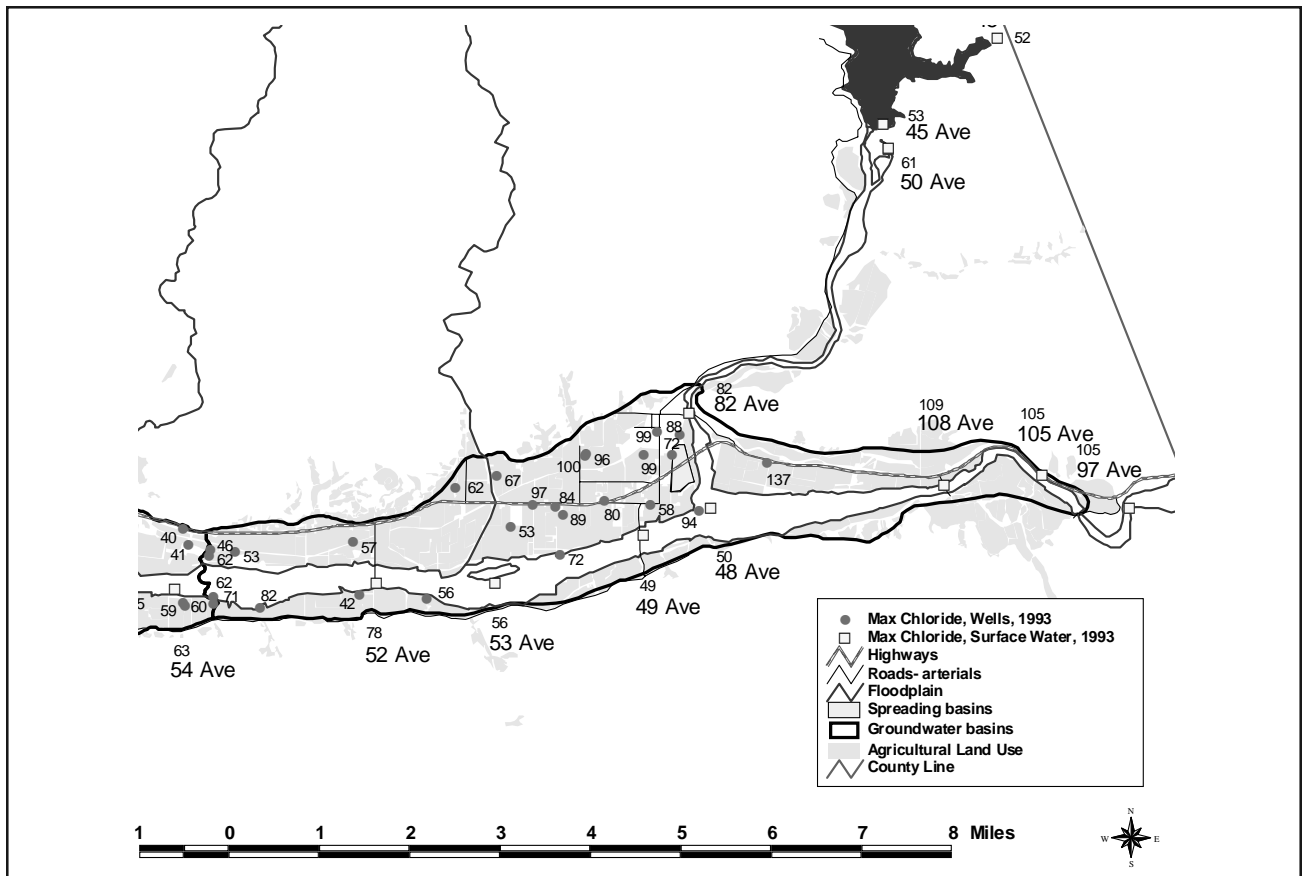 52
53
45 Ave
61
50 Ave
82
82 Ave
109
108 Ave
105
105 Ave
105
97 Ave
99
88
72
100
96
99
137
67
62
97
84
89
80
58
94
53
72
40
41
46
62
53
57
50
48 Ave
49
49 Ave
62
71
59
60
82
42
56
5
56
53 Ave
78
52 Ave
63
54 Ave
Max Chloride, Wells, 1993
Max Chloride, Surface Water, 1993
Highways
Roads- arterials
Floodplain
Spreading basins
Groundwater basins
Agricultural Land Use
County Line
1 0 1 2 3 4 5 6 7 8 Miles
N
W E
S